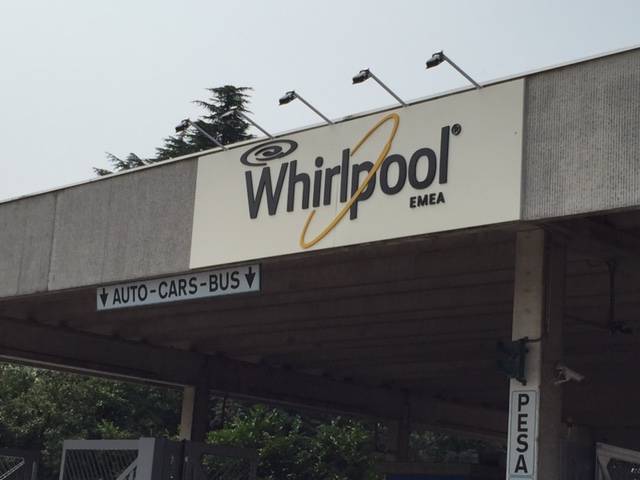 Whirlpool®
EMEA
↓ AUTO-CARS-BUS ↓
PESA